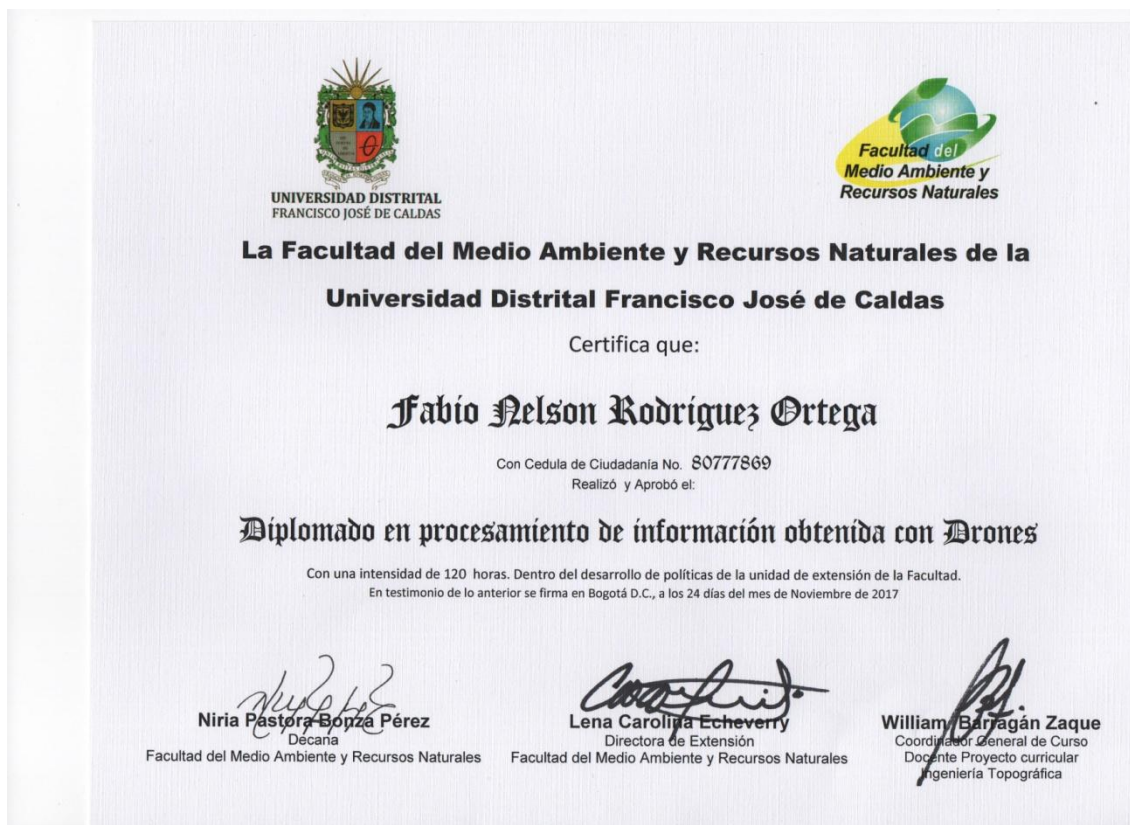 UNIVERSIDAD DISTRITAL
FRANCISCO JOSÉ DE CALDAS
Facultad del
Medio Ambiente y
Recursos Naturales
La Facultad del Medio Ambiente y Recursos Naturales de la
Universidad Distrital Francisco José de Caldas
Certifica que:
Fabio Nelson Rodriguez Ortega
Con Cedula de Ciudadanía No. 80777869
Realizó y Aprobó el:
Diplomado en procesamiento de información obtenida con Drones
Con una intensidad de 120 horas. Dentro del desarrollo de políticas de la unidad de extensión de la Facultad.
En testimonio de lo anterior se firma en Bogotá D.C., a los 24 días del mes de Noviembre de 2017
Niria Pastora Bonza Pérez
Decana
Facultad del Medio Ambiente y Recursos Naturales
Lena Carolina Echeverry
Directora de Extensión
Facultad del Medio Ambiente y Recursos Naturales
William Barragán Zaque
Coordinador General de Curso
Docente Proyecto curricular
Ingeniería Topográfica